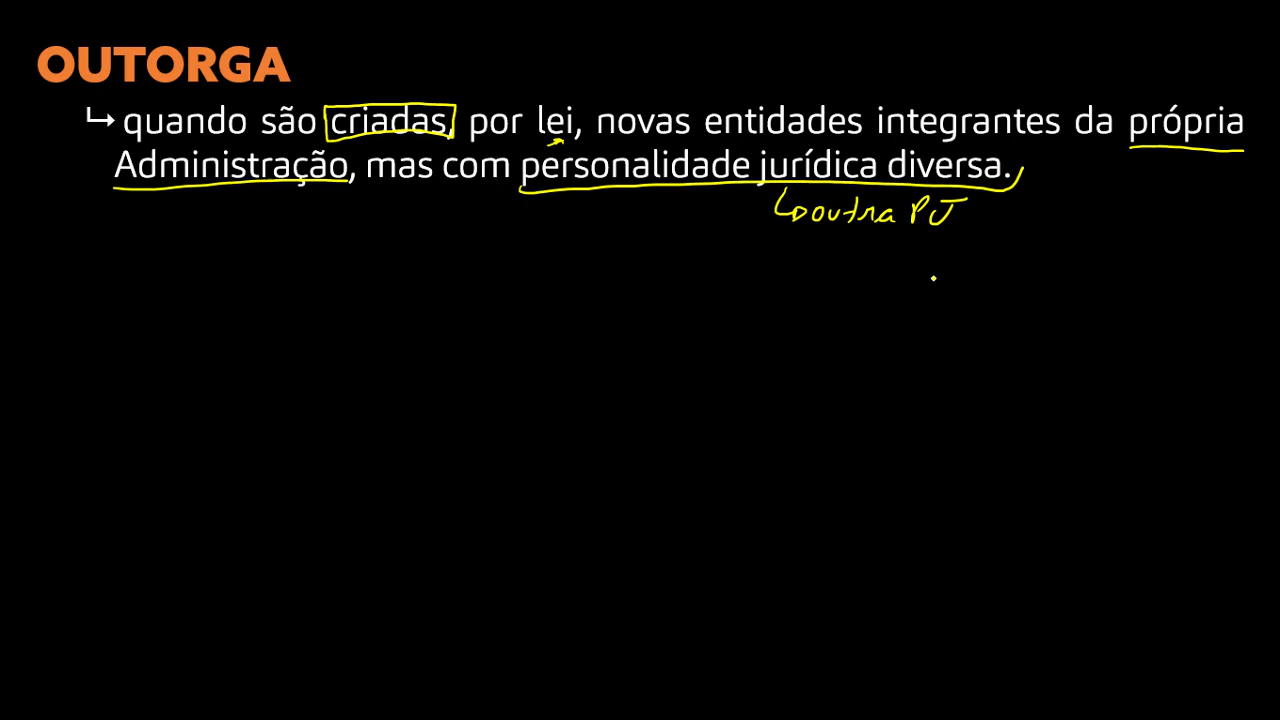 OUTORGA
↳ quando são criadas, por lei, novas entidades integrantes da própria
Administração, mas com personalidade jurídica diversa.
↳ outra PJ